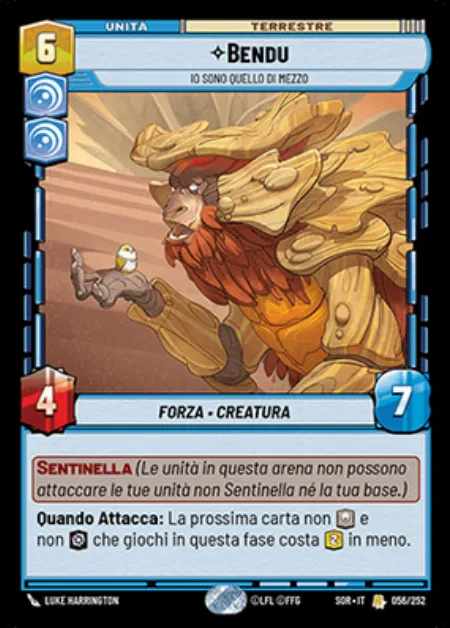 UNITÀ
TERRESTRE
6
BENDU
IO SONO QUELLO DI MEZZO
4
FORZA • CREATURA
7
SENTINELLA (Le unità in questa arena non possono
attaccare le tue unità non Sentinella né la tua base.)
Quando Attacca: La prossima carta non e
non che giochi in questa fase costa 2 in meno.
LUKE HARRINGTON
©LFL ©FFG
SOR•IT
056/252